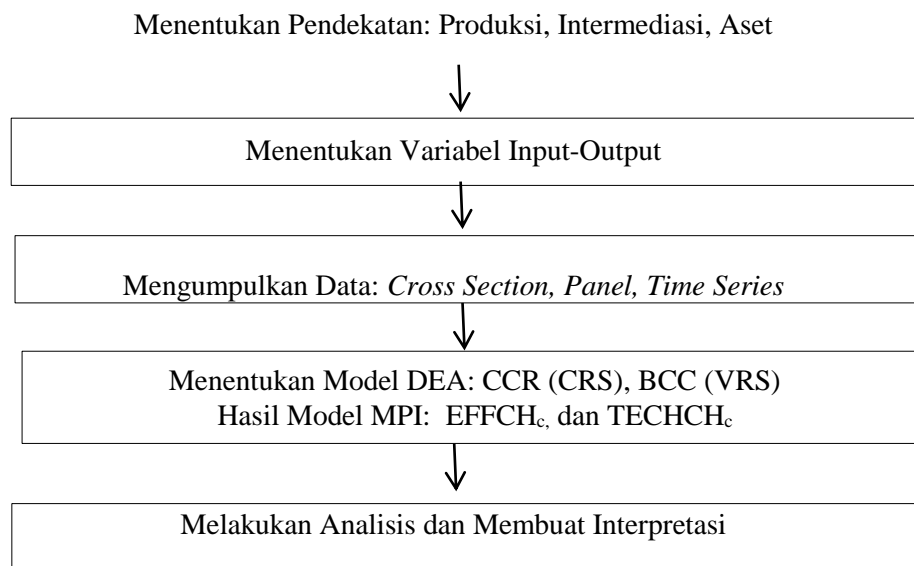 Menentukan Pendekatan: Produksi, Intermediasi, Aset
Menentukan Variabel Input-Output
Mengumpulkan Data: Cross Section, Panel, Time Series
Menentukan Model DEA: CCR (CRS), BCC (VRS)
Hasil Model MPI: EFFCHc, dan TECHCHc
Melakukan Analisis dan Membuat Interpretasi